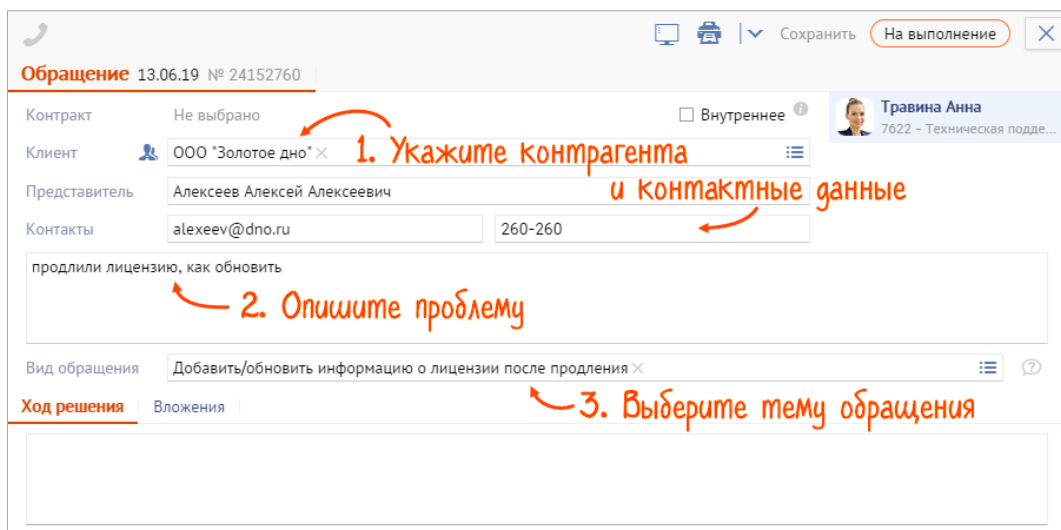 Сохранить На выполнение
Обращение 13.06.19 № 24152760
Травина Анна
7622 - Техническая подде...
Контракт Не выбрано Внутреннее
Клиент ООО "Золотое дно"
1. Укажите контрагента
и контактные данные
Представитель Алексеев Алексей Алексеевич
Контакты alexeev@dno.ru 260-260
продлили лицензию, как обновить
2. Опишите проблему
Вид обращения Добавить/обновить информацию о лицензии после продления
3. Выберите тему обращения
Ход решения Вложения